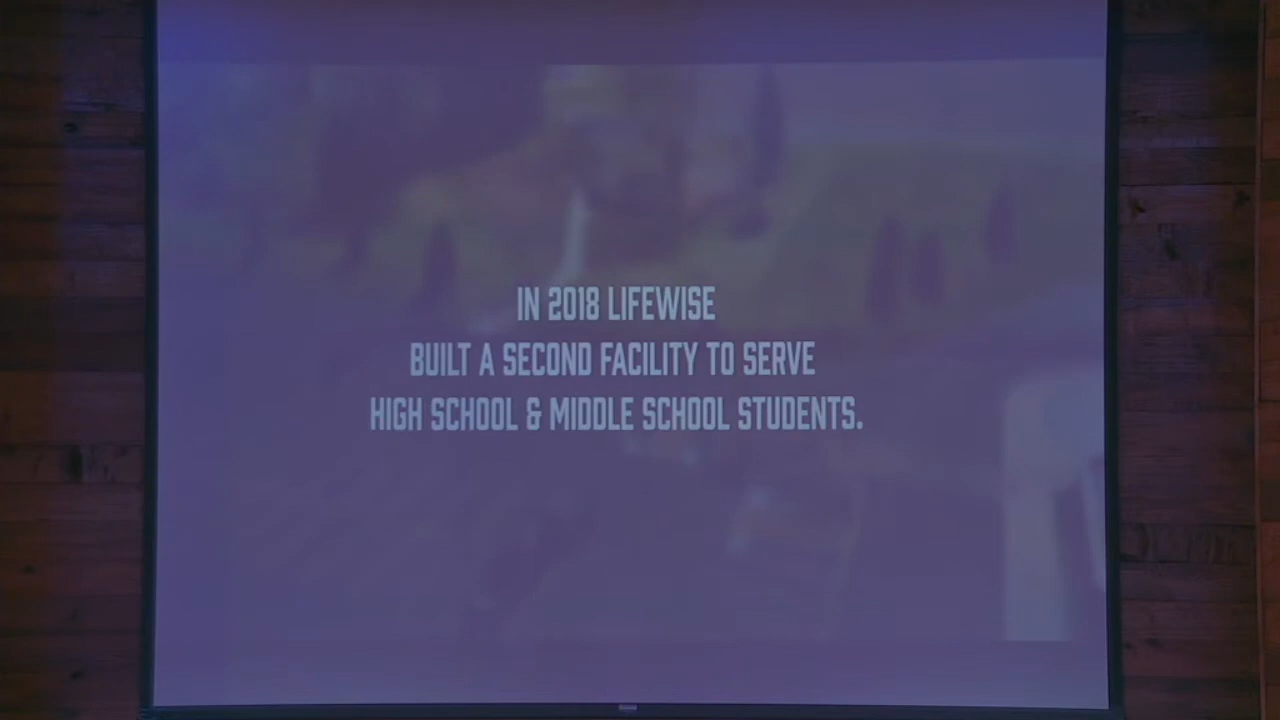 IN 2018 LIFEWISE
BUILT A SECOND FACILITY TO SERVE
HIGH SCHOOL & MIDDLE SCHOOL STUDENTS.